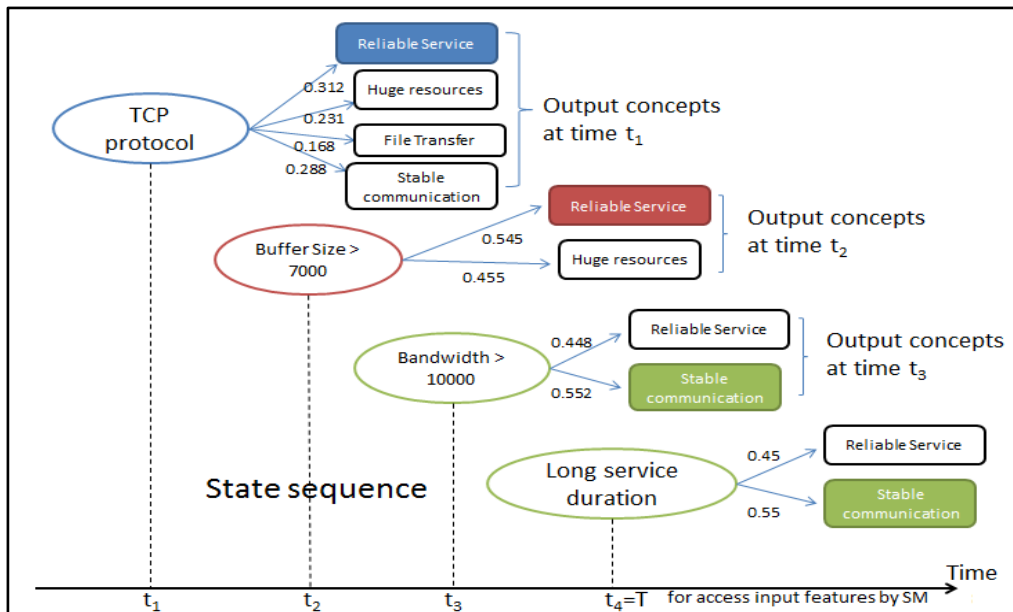 TCP
protocol
0.312
0.231
0.168
0.288
Reliable Service
Huge resources
File Transfer
Stable
communication
Output concepts
at time t₁
Buffer Size >
7000
0.545
0.455
Reliable Service
Huge resources
Output concepts
at time t₂
Bandwidth >
10000
0.448
0.552
Reliable Service
Stable
communication
Output concepts
at time t₃
Long service
duration
0.45
0.55
Reliable Service
Stable
communication
State sequence
Time
t₁
t₂
t₃
t₄=T for access input features by SM